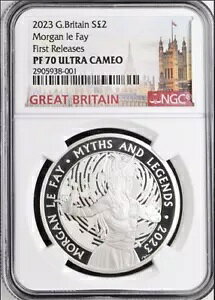 2023 G.Britain S£2
Morgan le Fay
First Releases
PF 70 ULTRA CAMEO
2905938-001
GREAT BRITAIN
NGC
MORGAN LE FAY • MYTHS AND LEGENDS • 2023 •